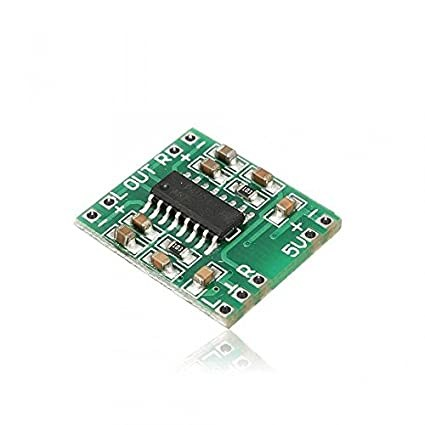 +L OUT R+
5V + -
L ⊥ R